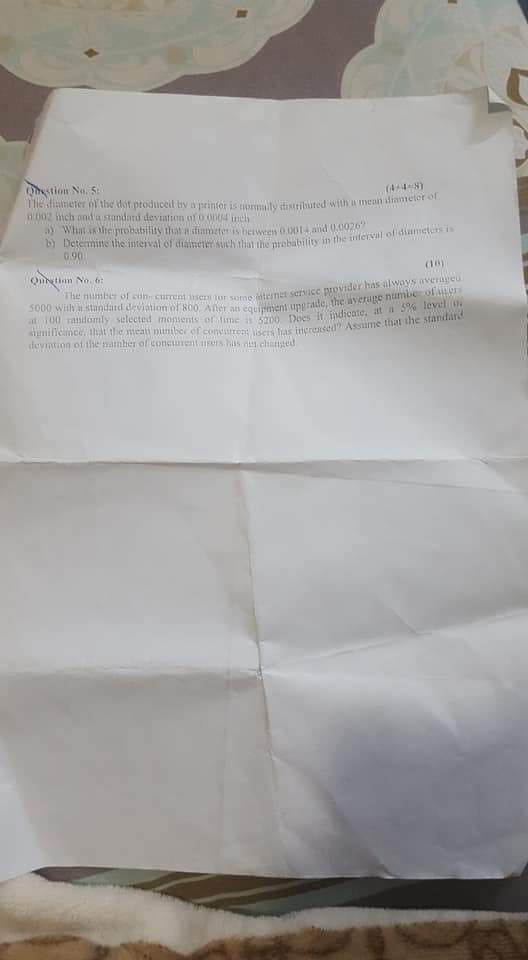 Question No. 5: (4+4=8)
The diameter of the dot produced by a printer is normally distributed with a mean diameter of
0.002 inch and a standard deviation of 0.0004 inch
a) What is the probability that a diameter is between 0.0014 and 0.0026?
b) Determine the interval of diameter such that the probability in the interval of diameters is
0.90.
Question No. 6: (10)
The number of con- current users for some internet service provider has always averaged
5000 with a standard deviation of 800. After an equipment upgrade, the average number of users
at 100 randomly selected moments of time is 5200 Does it indicate, at a 5% level of
significance, that the mean number of concurrent users has increased? Assume that the standard
deviation of the number of concurrent users has not changed